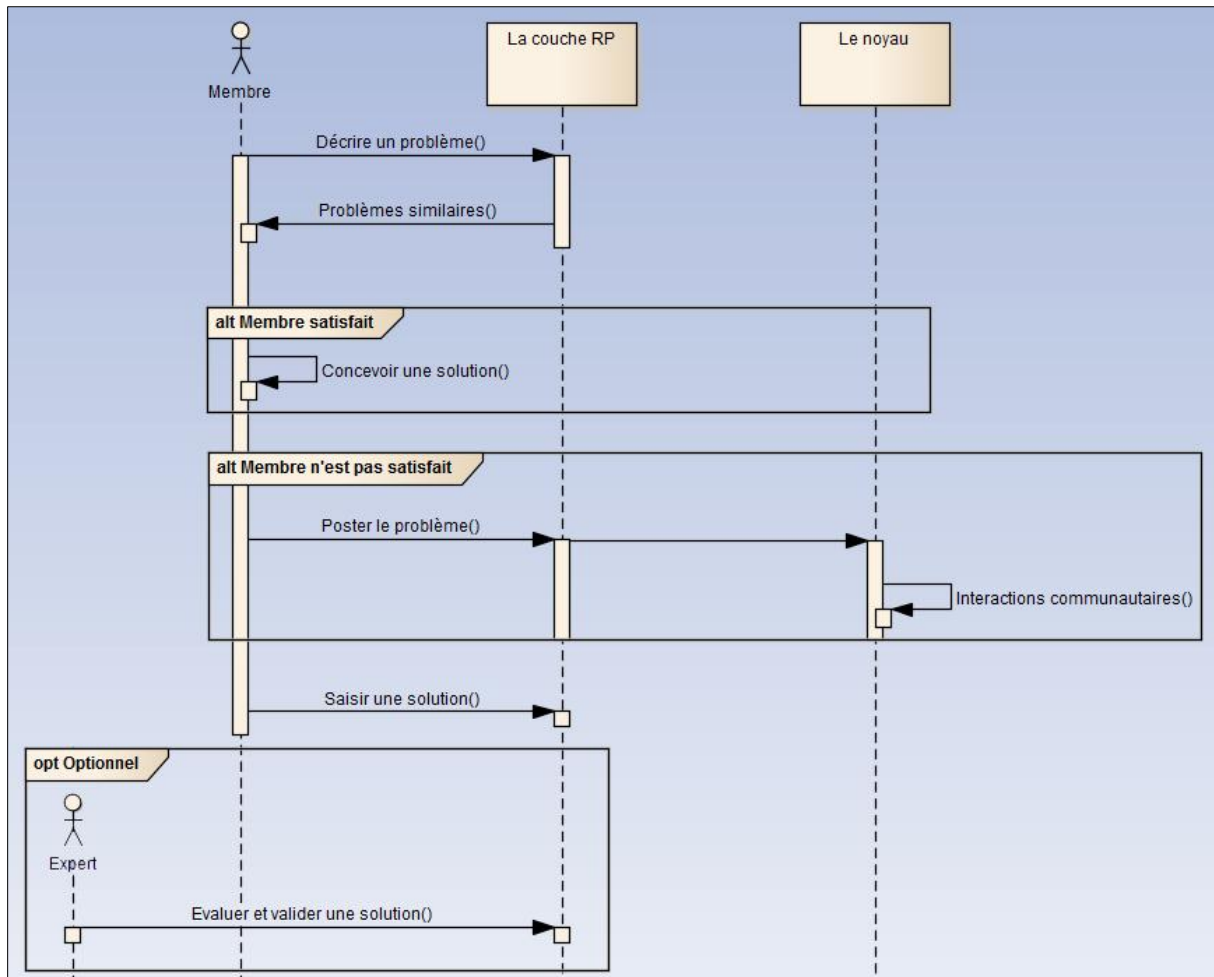 La couche RP
Le noyau
Membre
Décrire un problème()
Problèmes similaires()
alt Membre satisfait
Concevoir une solution()
alt Membre n'est pas satisfait
Poster le problème()
Interactions communautaires()
Saisir une solution()
opt Optionnel
Expert
Evaluer et valider une solution()